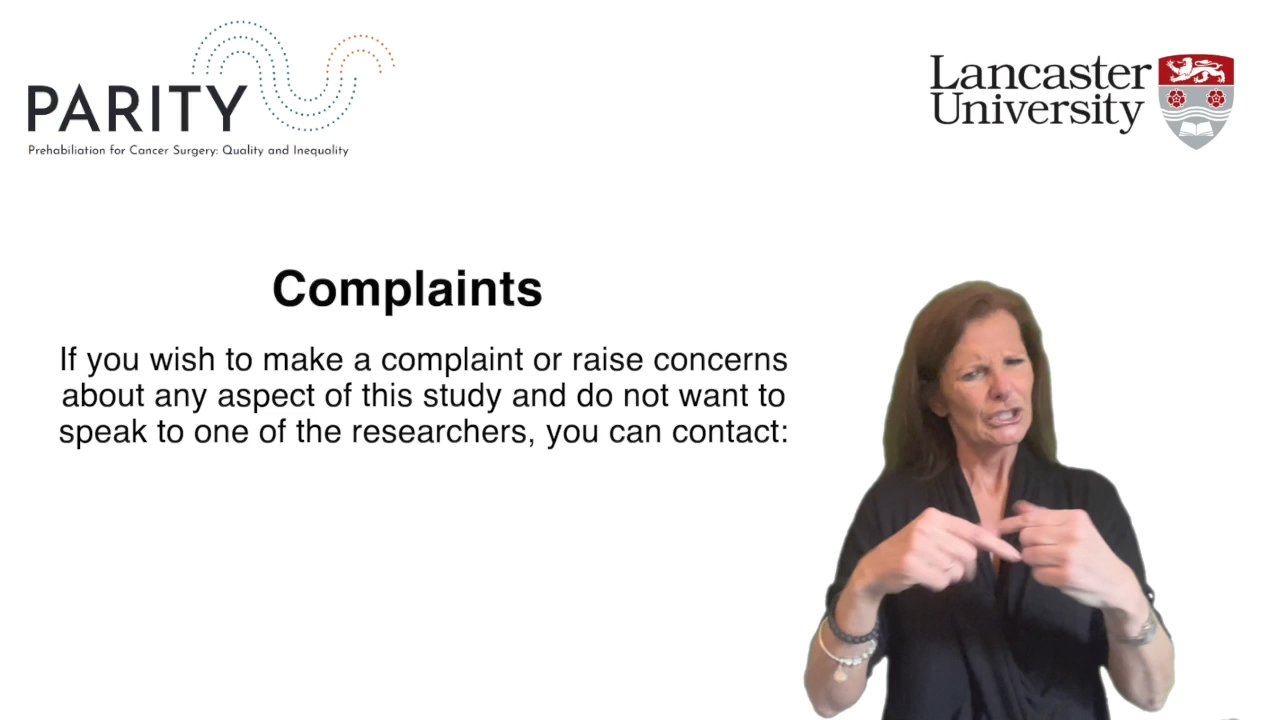 PARITY
Prehabiliation for Cancer Surgery: Quality and Inequality
Lancaster
University
Complaints
If you wish to make a complaint or raise concerns
about any aspect of this study and do not want to
speak to one of the researchers, you can contact: